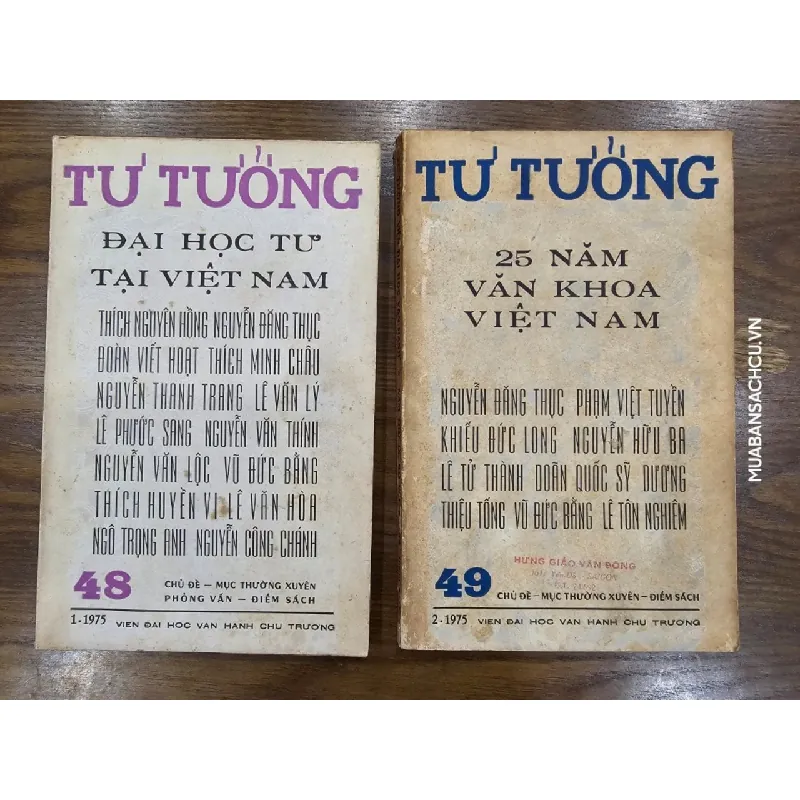 TƯ TƯỞNG
ĐẠI HỌC TƯ
TẠI VIỆT NAM
THÍCH NGUYÊN HỒNG NGUYỄN ĐĂNG THỤC
ĐOÀN VIẾT HOẠT THÍCH MINH CHÂU
NGUYỄN THANH TRANG LÊ VĂN LÝ
LÊ PHƯỚC SANG NGUYỄN VĂN THÍNH
NGUYỄN VĂN LỘC VŨ ĐỨC BẰNG
THÍCH HUYỀN VI LÊ VĂN HÒA
NGÔ TRỌNG ANH NGUYỄN CÔNG CHÁNH
48
CHỦ ĐỀ – MỤC THƯỜNG XUYÊN
PHỎNG VẤN – ĐIỂM SÁCH
1-1975 VIEN ĐAI HOC VAN HANH CHU TRƯƠNG
TƯ TƯỞNG
25 NĂM
VĂN KHOA
VIỆT NAM
NGUYỄN ĐĂNG THỤC PHẠM VIỆT TUYỀN
KHIẾU ĐỨC LONG NGUYỄN HỮU BA
LÊ TỬ THÀNH DOÃN QUỐC SỸ DƯƠNG
THIỆU TỐNG VŨ ĐỨC BẰNG LÊ TÔN NGHIÊM
HƯNG GIÁO VĂN ĐÔNG
49 CHỦ ĐỀ – MỤC THƯỜNG XUYÊN – ĐIỂM SÁCH
2-1975 VIEN ĐAI HOC VAN HANH CHU TRƯƠNG
MUABANSACHCU.VN